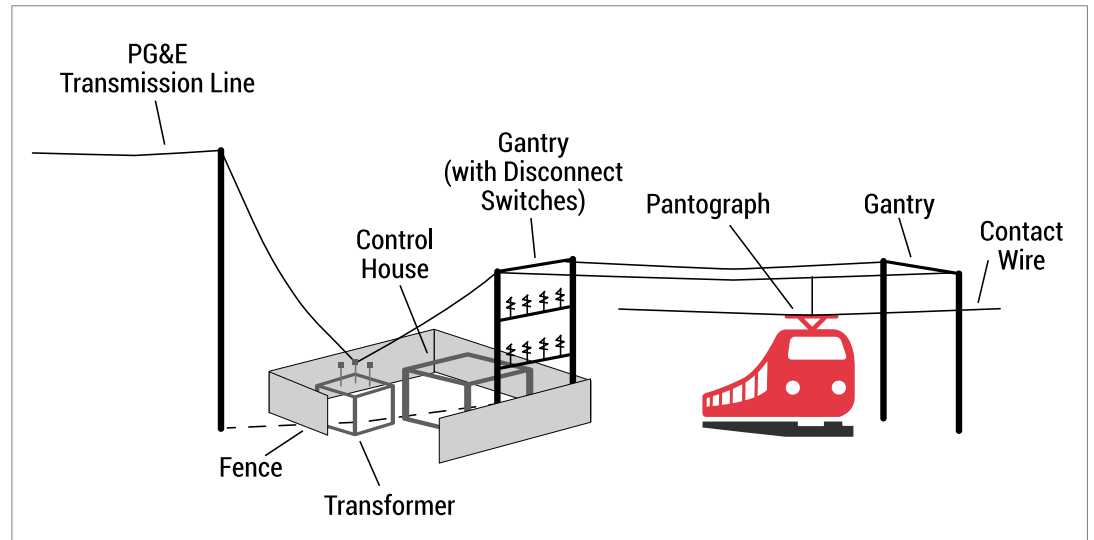 PG&E
Transmission Line
Gantry
(with Disconnect
Switches)
Pantograph
Gantry
Contact
Wire
Control
House
Fence
Transformer